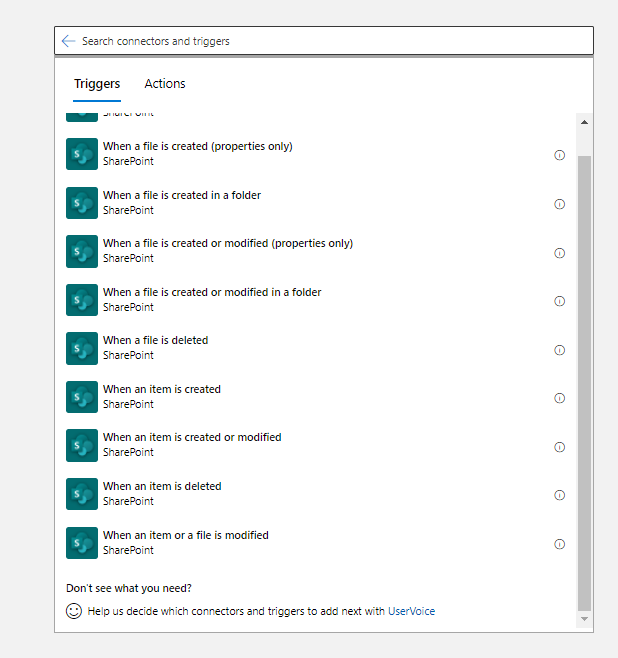 Search connectors and triggers
Triggers Actions
SharePoint
When a file is created (properties only)
SharePoint
When a file is created in a folder
SharePoint
When a file is created or modified (properties only)
SharePoint
When a file is created or modified in a folder
SharePoint
When a file is deleted
SharePoint
When an item is created
SharePoint
When an item is created or modified
SharePoint
When an item is deleted
SharePoint
When an item or a file is modified
SharePoint
Don't see what you need?
Help us decide which connectors and triggers to add next with UserVoice